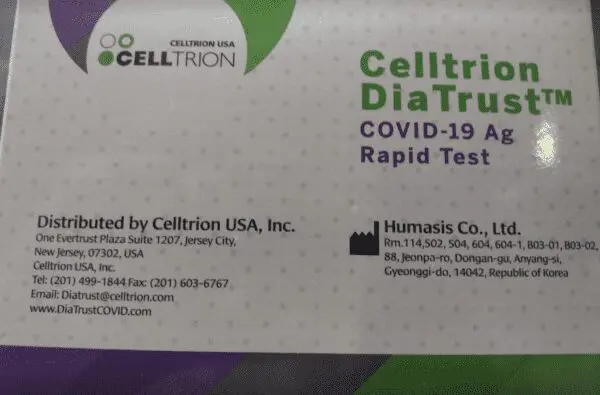 CELLTRION USA
CELLTRION
Celltrion
DiaTrust™
COVID-19 Ag
Rapid Test
Distributed by Celltrion USA, Inc.
One Evertrust Plaza Suite 1207, Jersey City,
New Jersey, 07302, USA
Celltrion USA, Inc.
Tel: (201) 499-1844 Fax: (201) 603-6767
Email: Diatrust@celltrion.com
www.DiaTrustCOVID.com
Humasis Co., Ltd.
Rm.114,502, 504, 604, 604-1, B03-01, B03-02,
88, Jeonpa-ro, Dongan-gu, Anyang-si,
Gyeonggi-do, 14042, Republic of Korea